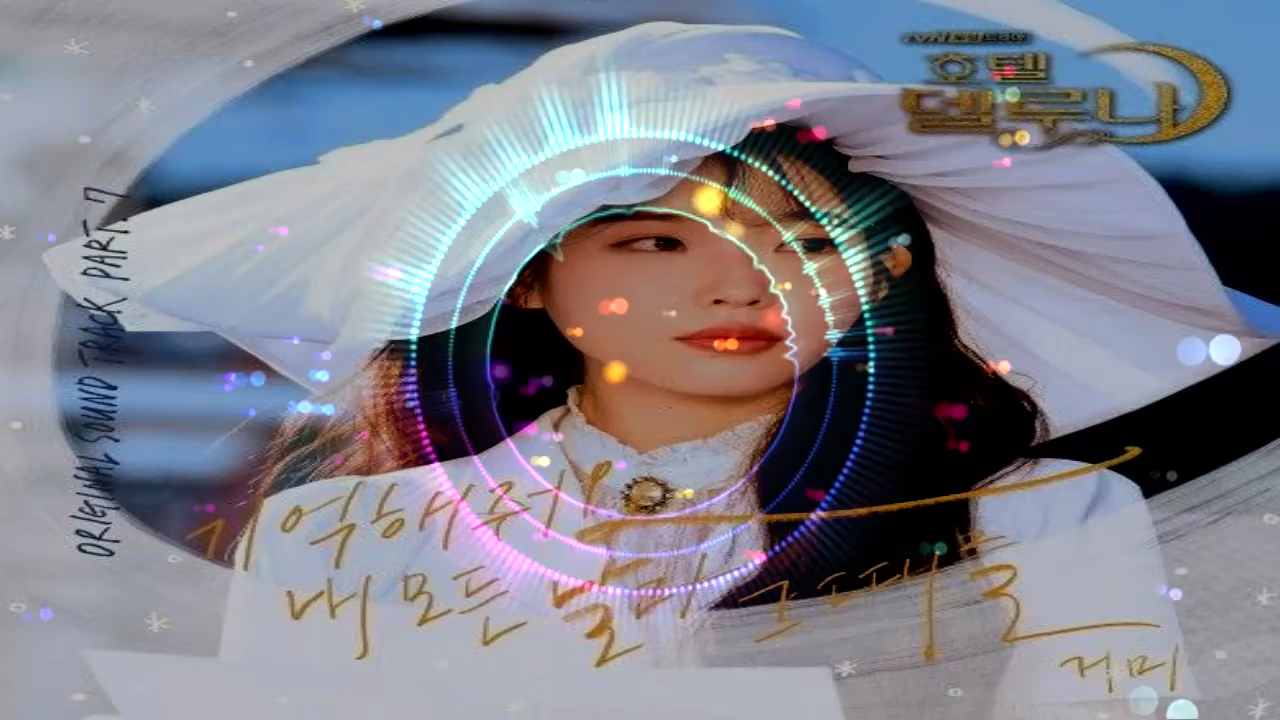 호텔
델루나
ORIGINAL SOUND TRACK PART. 7
기억해줘요
내 모든 날과 그때를
거미